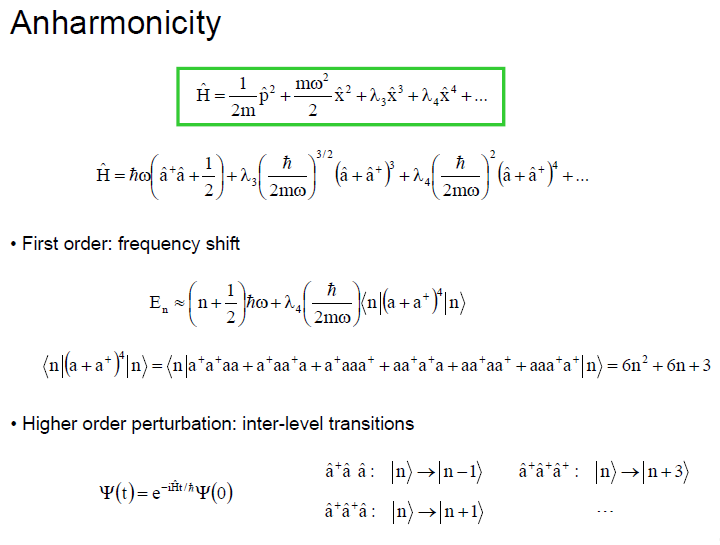 Anharmonicity
Ĥ = 1/2m p̂² + mω²/2 x̂² + λ₃x̂³ + λ₄x̂⁴ + ...
Ĥ = ħω(â⁺â + 1/2) + λ₃(ħ/2mω)^3/2 (â + â⁺)³ + λ₄(ħ/2mω)² (â + â⁺)⁴ + ...
• First order: frequency shift
Eₙ ≈ (n + 1/2)ħω + λ₄(ħ/2mω)⟨n|(a + a⁺)⁴|n⟩
⟨n|(a + a⁺)⁴|n⟩ = ⟨n|a⁺a⁺aa + a⁺aa⁺a + a⁺aaa⁺ + aa⁺a⁺a + aa⁺aa⁺ + aaa⁺a⁺|n⟩ = 6n² + 6n + 3
• Higher order perturbation: inter-level transitions
â⁺â â : |n⟩ → |n−1⟩ â⁺â⁺â⁺ : |n⟩ → |n+3⟩
Ψ(t) = e^−iĤt/ħ Ψ(0)
â⁺â⁺â : |n⟩ → |n+1⟩ ...